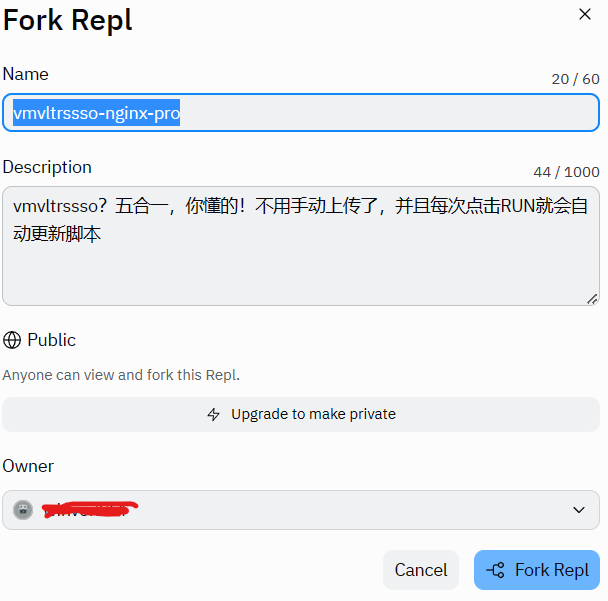 Fork Repl
Name
20 / 60
vmvltrssso-nginx-pro
Description
44 / 1000
vmvltrssso？五合一，你懂的！不用手动上传了，并且每次点击RUN就会自
动更新脚本
Public
Anyone can view and fork this Repl.
Upgrade to make private
Owner
Cancel
Fork Repl